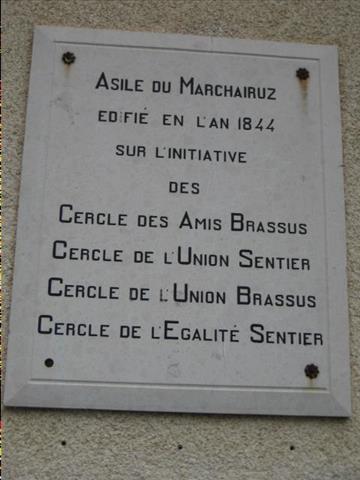 Asile du Marchairuz
edifié en l'an 1844
sur l'initiative
des
Cercle des Amis Brassus
Cercle de l'Union Sentier
Cercle de l'Union Brassus
Cercle de l'Egalité Sentier